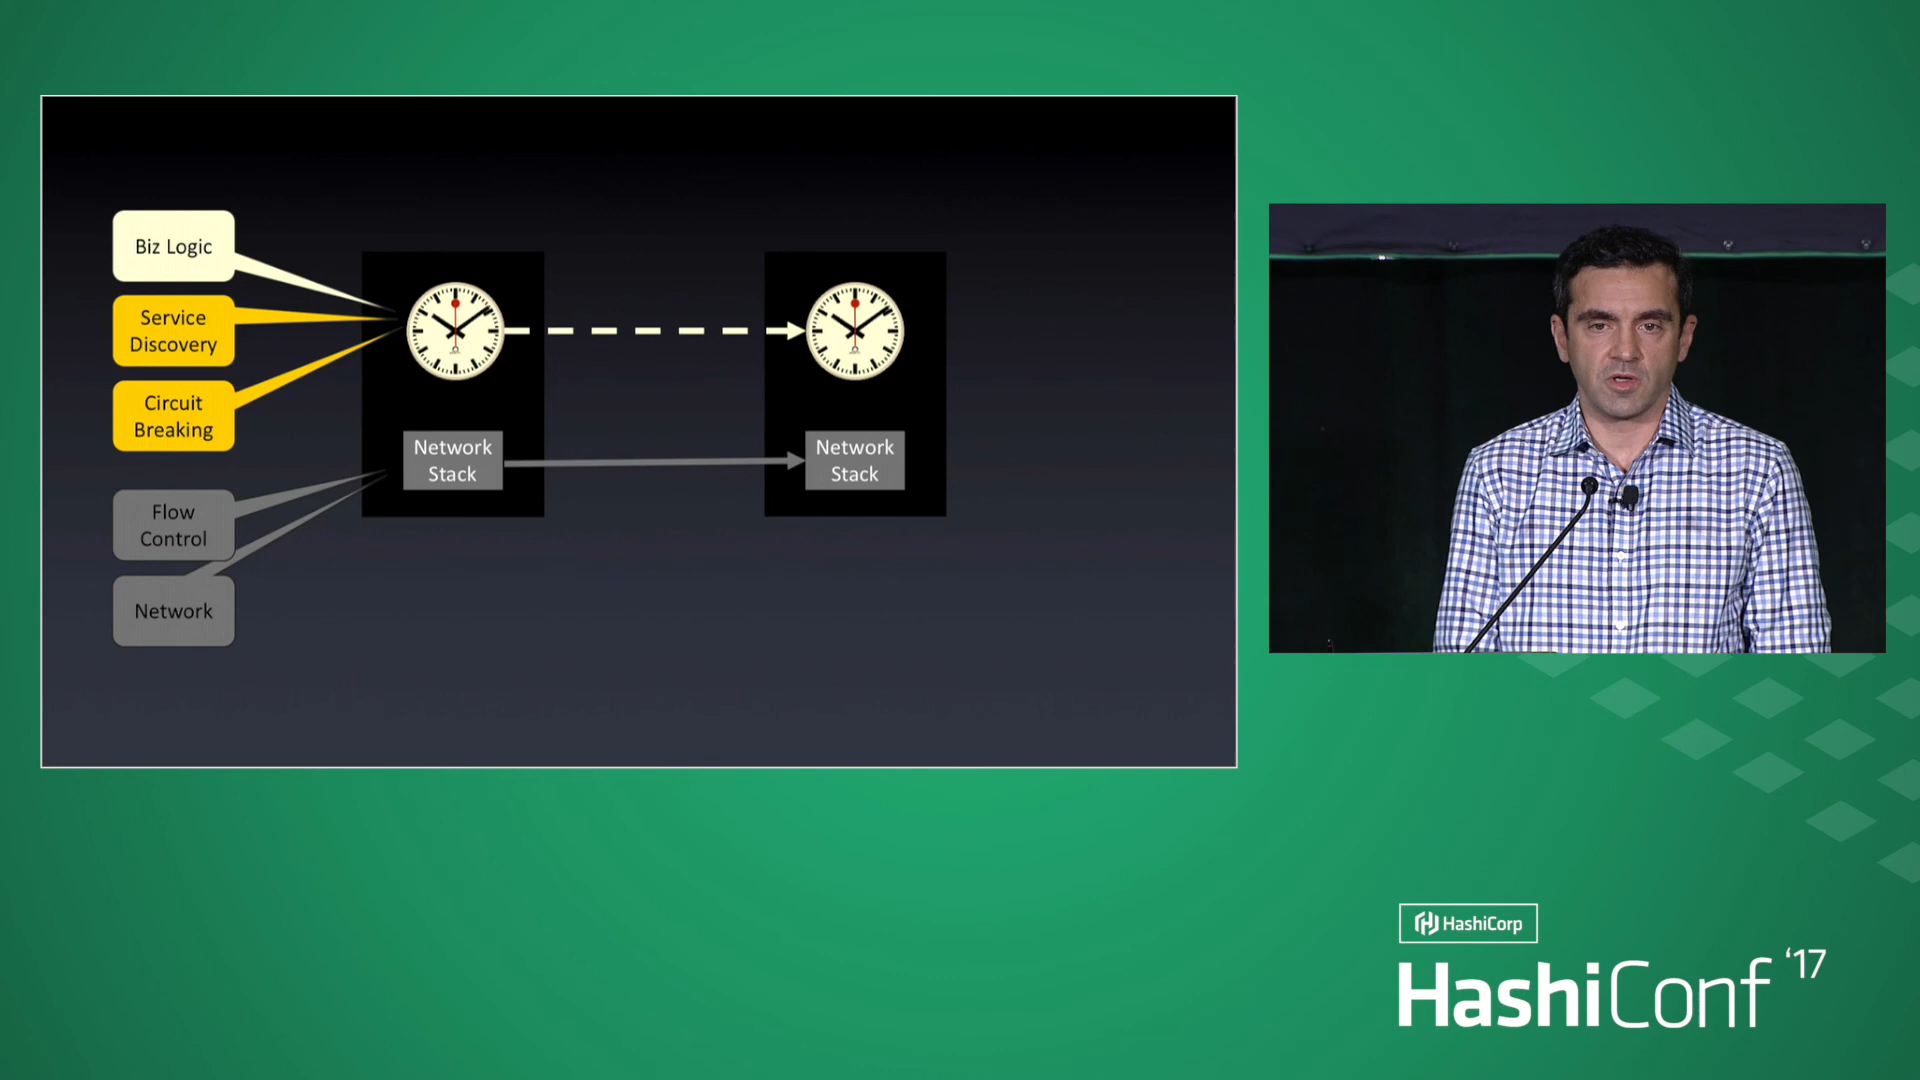 Biz Logic
Service
Discovery
Circuit
Breaking
Flow
Control
Network
Network
Stack
Network
Stack
HashiCorp
HashiConf '17